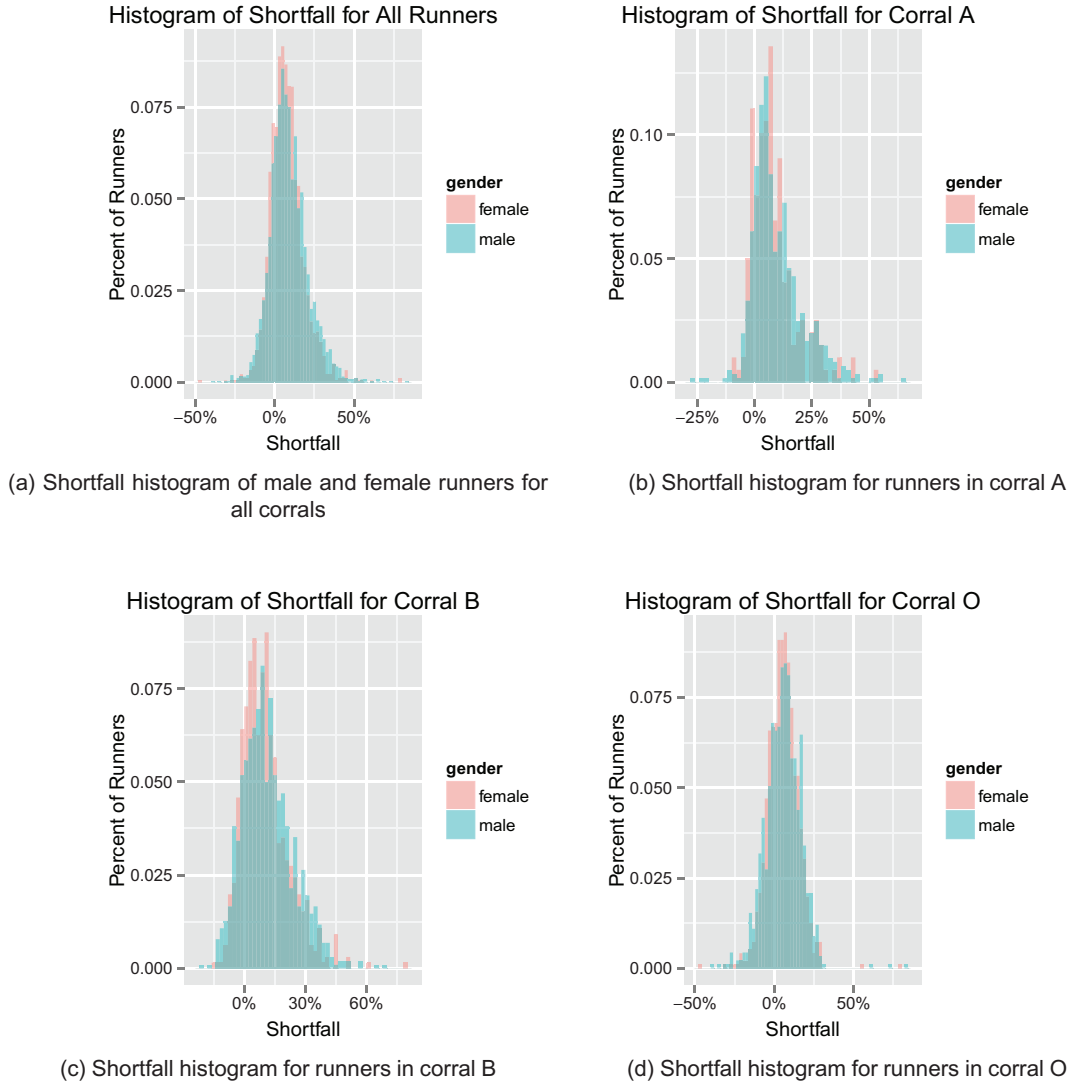 Histogram of Shortfall for All Runners
Percent of Runners
0.075
0.050
0.025
0.000
−50%
0%
50%
Shortfall
gender
female
male
(a) Shortfall histogram of male and female runners for
all corrals
Histogram of Shortfall for Corral A
Percent of Runners
0.10
0.05
0.00
−25%
0%
25%
50%
Shortfall
gender
female
male
(b) Shortfall histogram for runners in corral A
Histogram of Shortfall for Corral B
Percent of Runners
0.075
0.050
0.025
0.000
0%
30%
60%
Shortfall
gender
female
male
(c) Shortfall histogram for runners in corral B
Histogram of Shortfall for Corral O
Percent of Runners
0.075
0.050
0.025
0.000
−50%
0%
50%
Shortfall
gender
female
male
(d) Shortfall histogram for runners in corral O